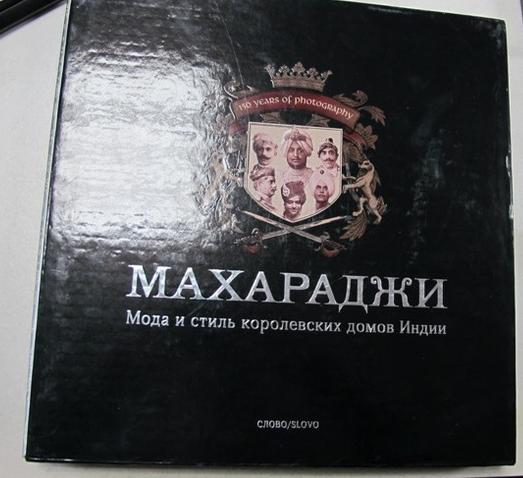 150 YEARS of PHOTOGRAPHY
МАХАРАДЖИ
Мода и стиль королевских домов Индии
СЛОВО/SLOVO